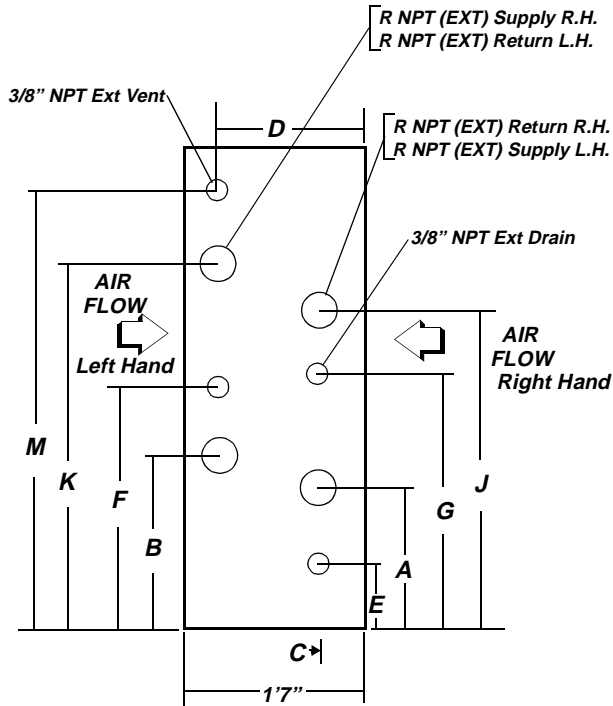 R NPT (EXT) Supply R.H.
R NPT (EXT) Return L.H.
3/8” NPT Ext Vent
D
R NPT (EXT) Return R.H.
R NPT (EXT) Supply L.H.
3/8” NPT Ext Drain
AIR
FLOW
Left Hand
AIR
FLOW
Right Hand
M
K
F
B
J
G
A
E
C
1'7”